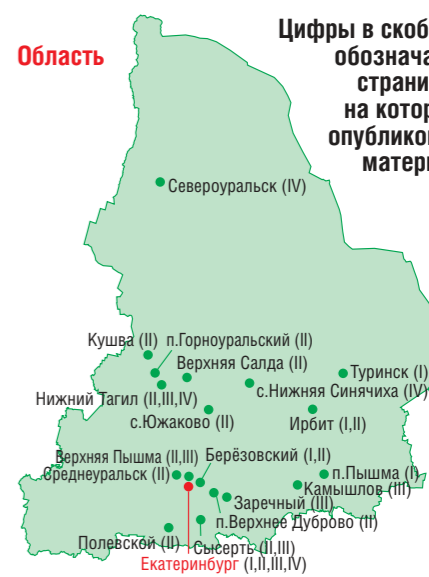 Область
Цифры в скоб
обознача
страни
на котор
опубликов
матери
Североуральск (IV)
Кушва (II)
п.Горноуральский (II)
Верхняя Салда (II)
Туринск (I)
с.Нижняя Синячиха (IV)
Нижний Тагил (II,III,IV)
с.Южаково (II)
Ирбит (I,II)
Верхняя Пышма (II,III)
Берёзовский (I,II)
Среднеуральск (II)
п.Пышма (I)
Камышлов (III)
Заречный (III)
п.Верхнее Дуброво (II)
Полевской (II)
Сысерть (II,III)
Екатеринбург (I,II,III,IV)